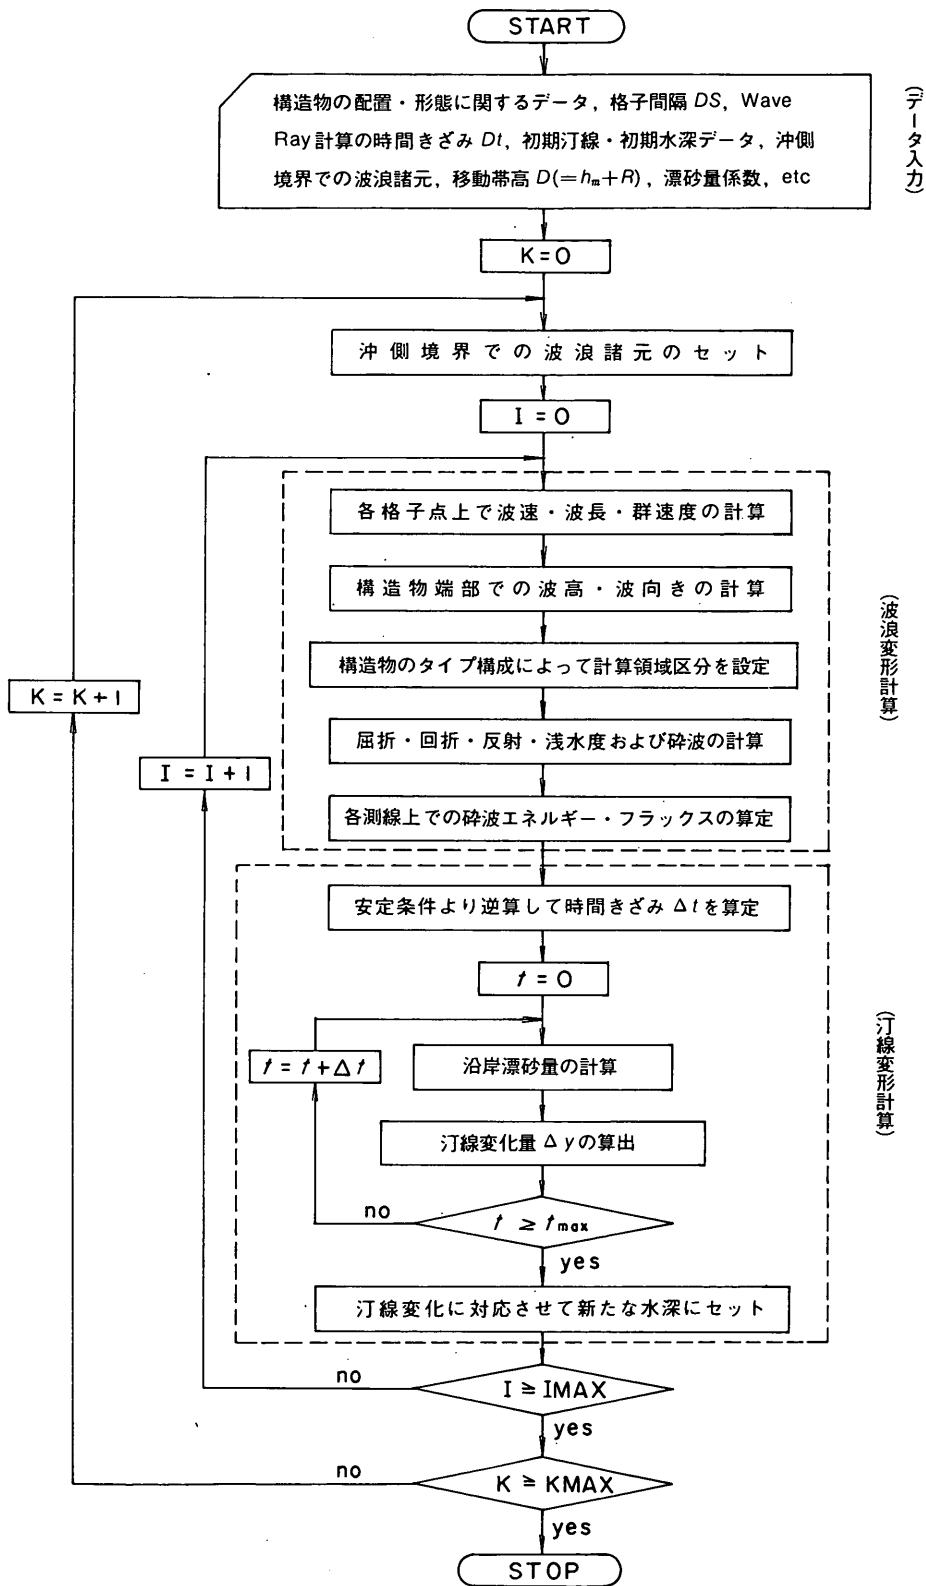 START
構造物の配置・形態に関するデータ,格子間隔 DS, Wave
Ray 計算の時間きざみ Dt,初期汀線・初期水深データ,沖側
境界での波浪諸元,移動帯高 D(=hm+R),漂砂量係数, etc
(データ入力)
K=0
沖側境界での波浪諸元のセット
I=0
各格子点上で波速・波長・群速度の計算
構造物端部での波高・波向きの計算
構造物のタイプ構成によって計算領域区分を設定
屈折・回折・反射・浅水度および砕波の計算
各測線上での砕波エネルギー・フラックスの算定
(波浪変形計算)
K=K+1
I=I+1
安定条件より逆算して時間きざみ Δtを算定
t=0
t=t+Δt
沿岸漂砂量の計算
汀線変化量 Δyの算出
no
t ≥ tmax
yes
汀線変化に対応させて新たな水深にセット
(汀線変形計算)
no
I ≧ IMAX
yes
no
K ≧ KMAX
yes
STOP